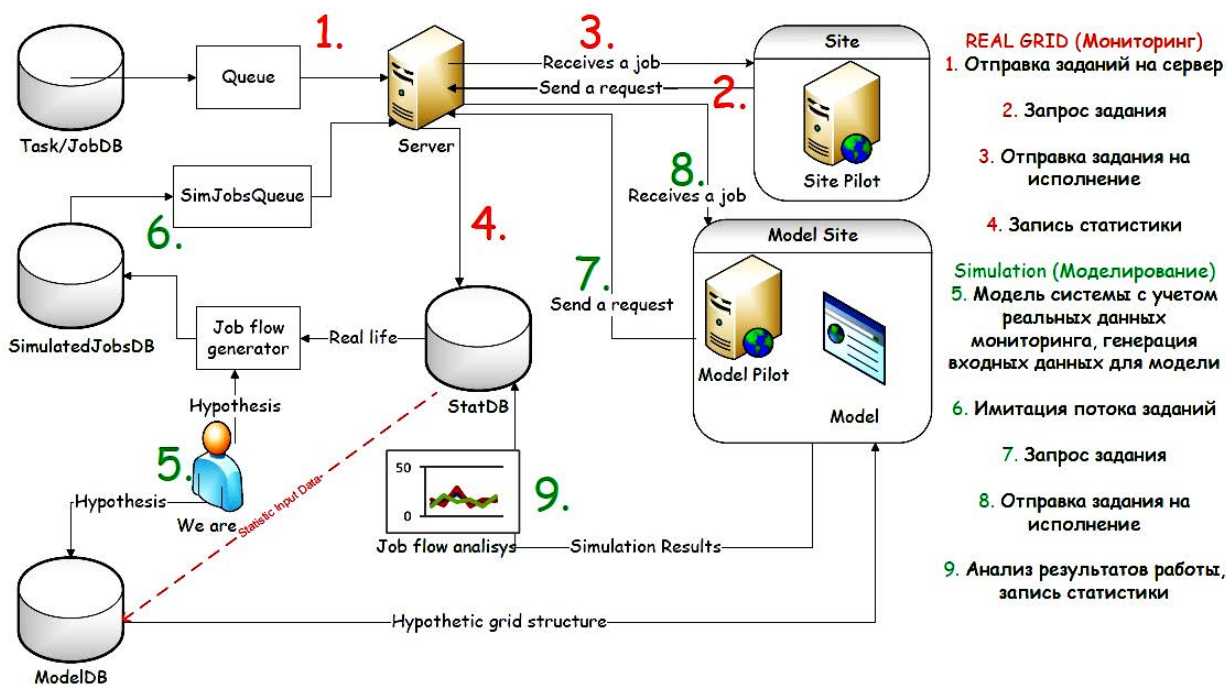 1.
3.
Site
Receives a job
Queue
Send a request
2.
Task/JobDB
Server
Site Pilot
8.
SimJobsQueue
Receives a job
6.
4.
Model Site
7.
Send a request
Job flow
generator
Real life
SimulatedJobsDB
Model Pilot
Hypothesis
StatDB
Model
5.
50
0
9.
Hypothesis
We are
Statistic Input Data-
Job flow analisys
Simulation Results
Hypothetic grid structure
ModelDB
REAL GRID (Мониторинг)
1. Отправка заданий на сервер
2. Запрос задания
3. Отправка задания на
исполнение
4. Запись статистики
Simulation (Моделирование)
5. Модель системы с учетом
реальных данных
мониторинга, генерация
входных данных для модели
6. Имитация потока заданий
7. Запрос задания
8. Отправка задания на
исполнение
9. Анализ результатов работы,
запись статистики